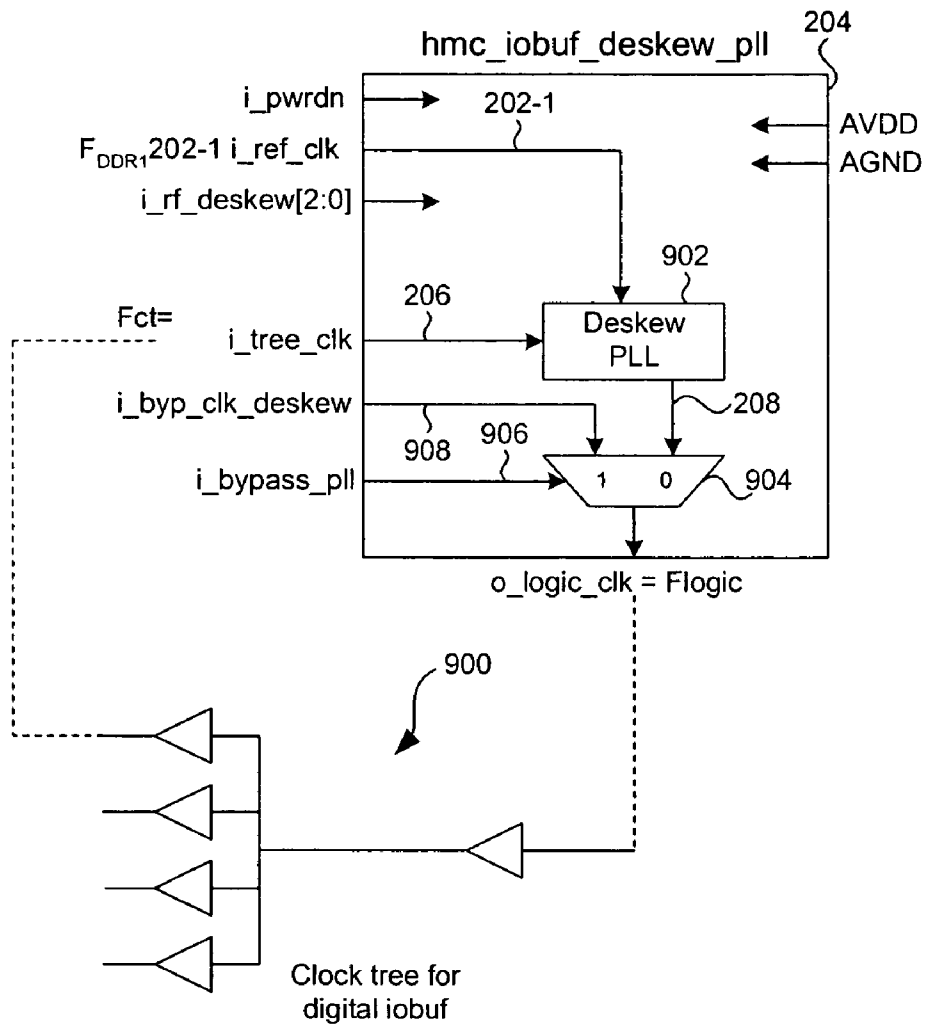 204
hmc_iobuf_deskew_pll
i_pwrdn
202-1
AVDD
F_DDR1 202-1 i_ref_clk
AGND
i_rf_deskew[2:0]
902
206
Fct=
Deskew
PLL
i_tree_clk
i_byp_clk_deskew
208
908
906
i_bypass_pll
1 0
904
o_logic_clk = Flogic
900
Clock tree for
digital iobuf